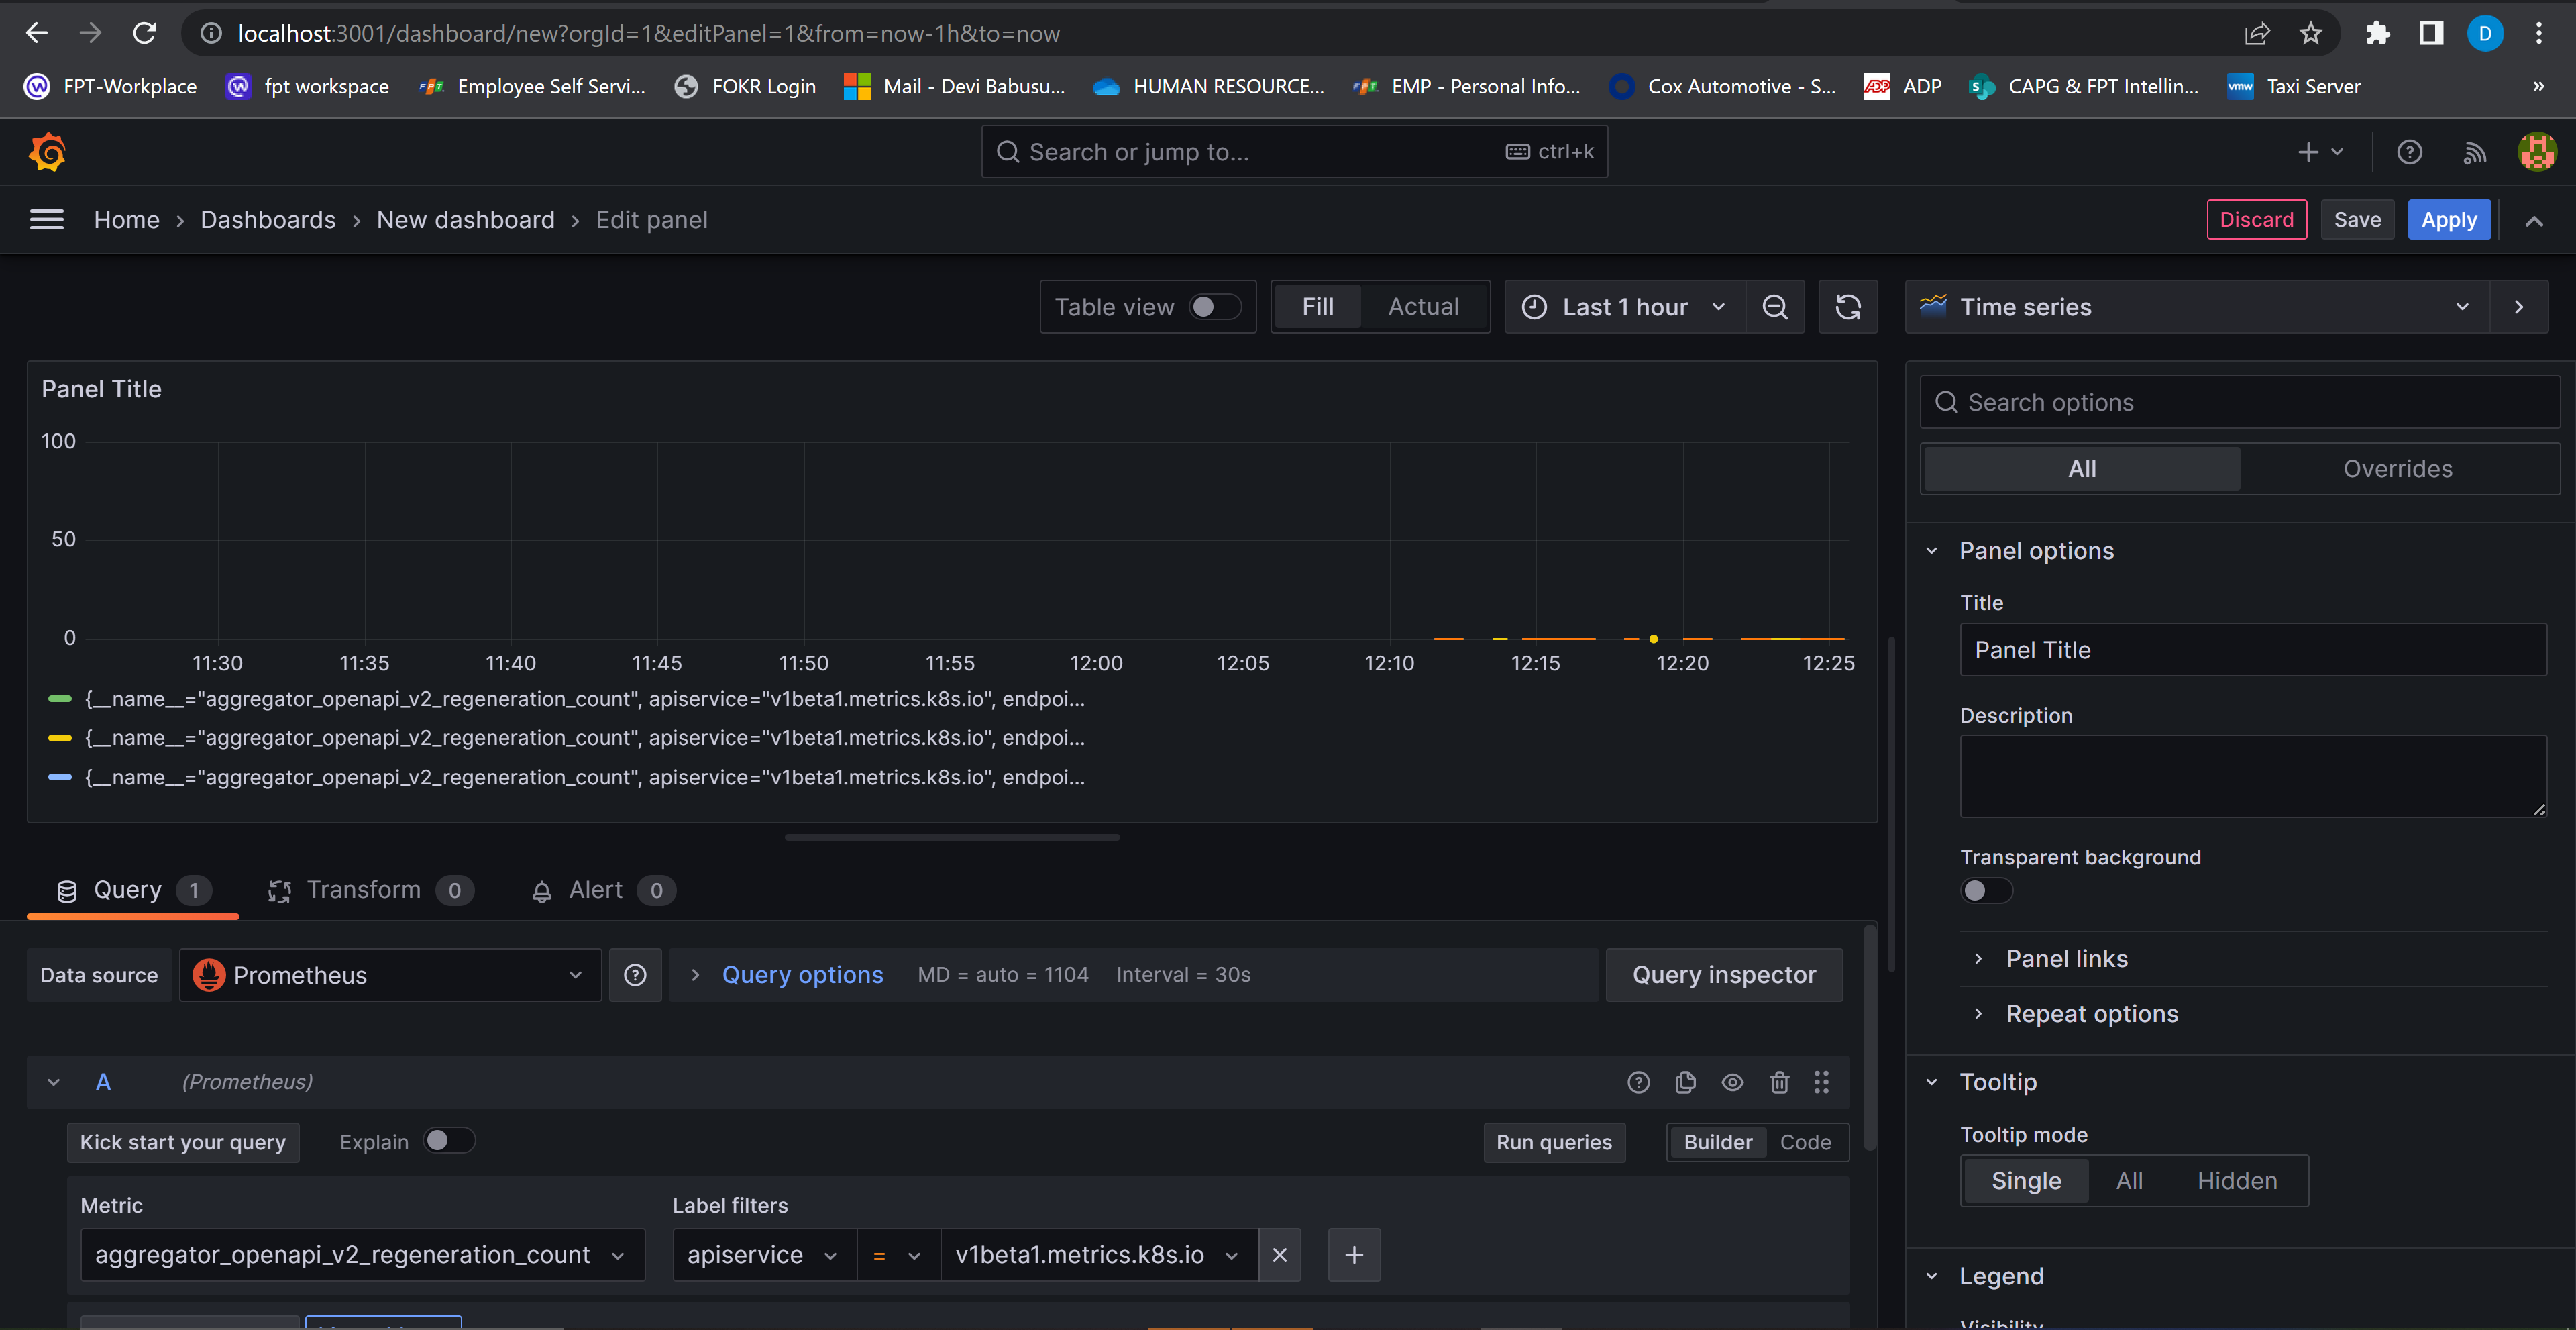 localhost:3001/dashboard/new?orgId=1&editPanel=1&from=now-1h&to=now
D
FPT-Workplace
fpt workspace
Employee Self Servi...
FOKR Login
Mail - Devi Babusu...
HUMAN RESOURCE...
EMP - Personal Info...
Cox Automotive - S...
ADP
CAPG & FPT Intellin...
vmw
Taxi Server
»
Search or jump to...
ctrl+k
Home › Dashboards › New dashboard › Edit panel
Discard
Save
Apply
Table view
Fill
Actual
Last 1 hour
Time series
Panel Title
100
50
0
11:30
11:35
11:40
11:45
11:50
11:55
12:00
12:05
12:10
12:15
12:20
12:25
{__name__="aggregator_openapi_v2_regeneration_count", apiservice="v1beta1.metrics.k8s.io", endpoi...
{__name__="aggregator_openapi_v2_regeneration_count", apiservice="v1beta1.metrics.k8s.io", endpoi...
{__name__="aggregator_openapi_v2_regeneration_count", apiservice="v1beta1.metrics.k8s.io", endpoi...
Query 1
Transform 0
Alert 0
Data source
Prometheus
Query options
MD = auto = 1104
Interval = 30s
Query inspector
A
(Prometheus)
Kick start your query
Explain
Run queries
Builder
Code
Metric
Label filters
aggregator_openapi_v2_regeneration_count
apiservice
=
v1beta1.metrics.k8s.io
Search options
All
Overrides
Panel options
Title
Panel Title
Description
Transparent background
Panel links
Repeat options
Tooltip
Tooltip mode
Single
All
Hidden
Legend
Visibility